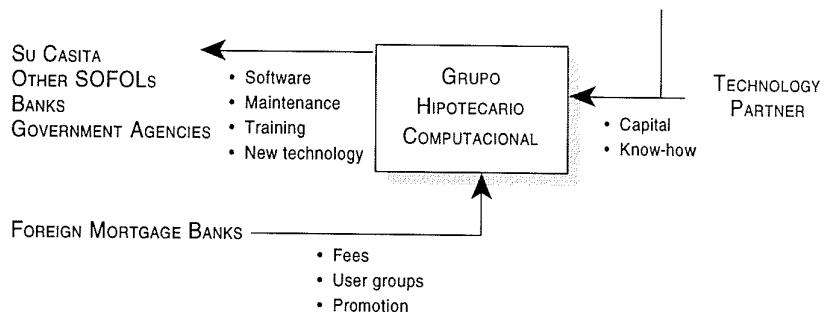 SU CASITA
OTHER SOFOLS
BANKS
GOVERNMENT AGENCIES
• Software
• Maintenance
• Training
• New technology
GRUPO
HIPOTECARIO
COMPUTACIONAL
TECHNOLOGY
PARTNER
• Capital
• Know-how
FOREIGN MORTGAGE BANKS
• Fees
• User groups
• Promotion